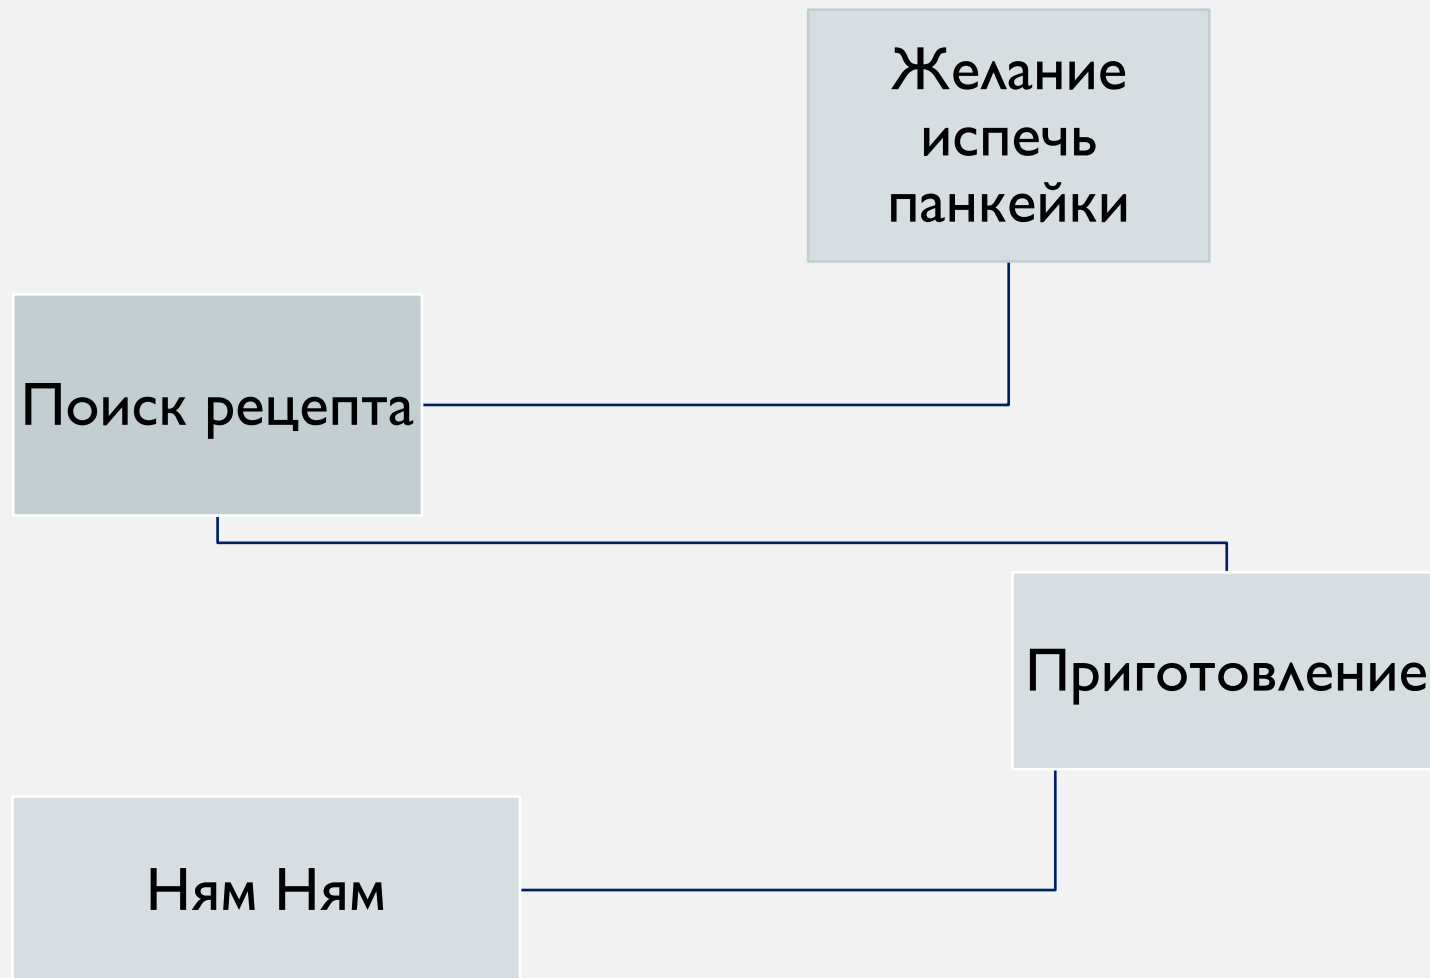 Желание
испечь
панкейки
Поиск рецепта
Приготовление
Ням Ням